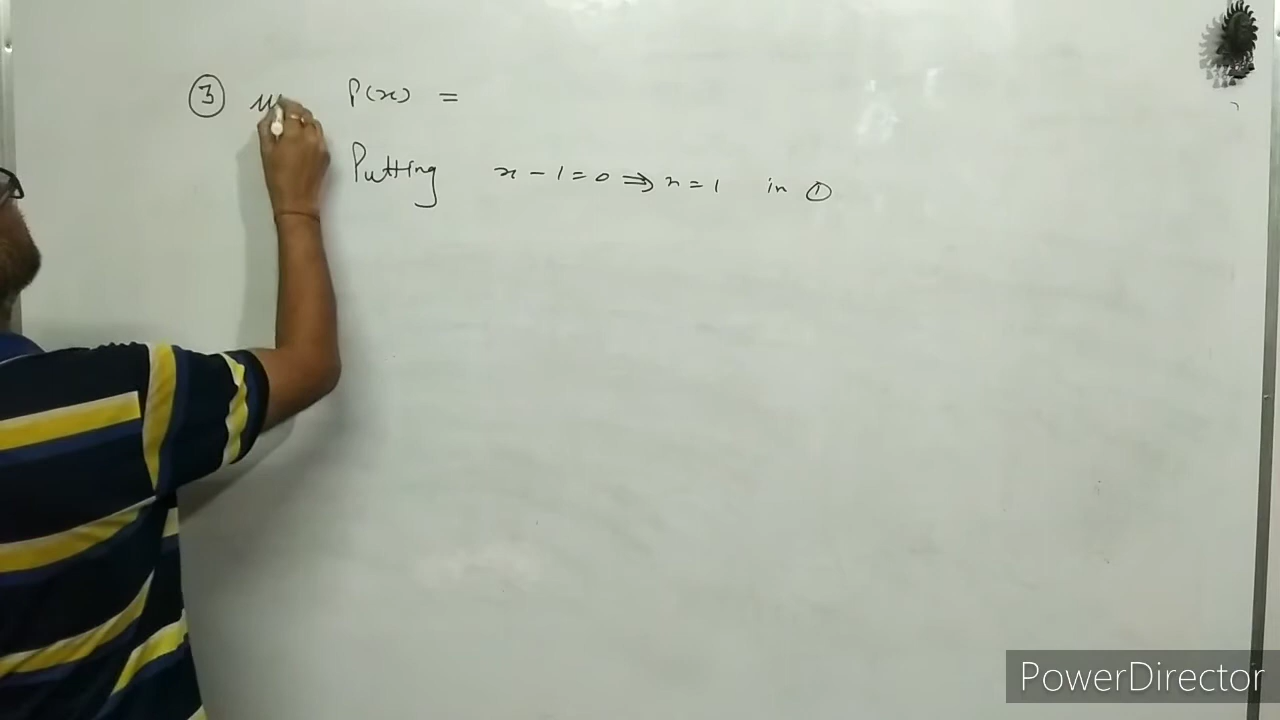 ③ P(x) =
Putting x - 1 = 0 ⇒ x = 1 in ①
PowerDirector